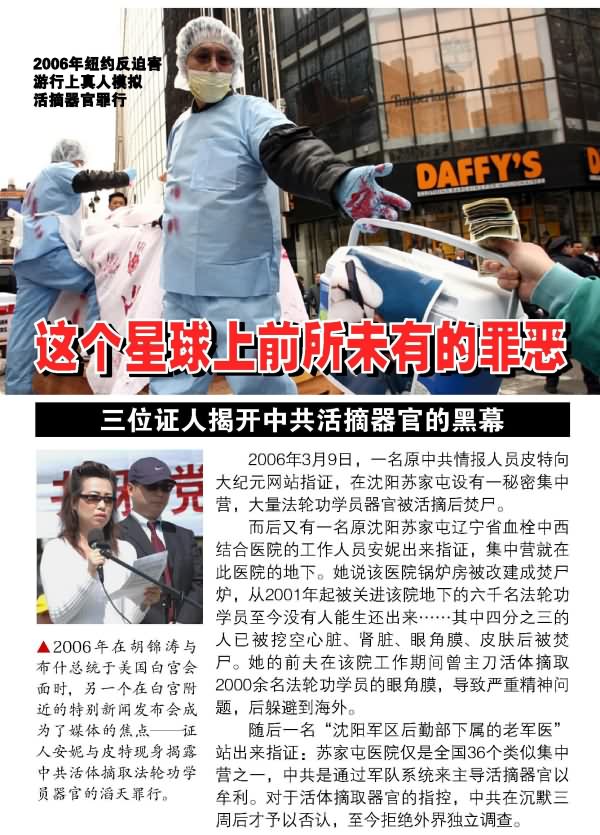 2006年纽约反迫害
游行上真人模拟
活摘器官罪行
Timberland
DAFFY'S
这个星球上前所未有的罪恶
三位证人揭开中共活摘器官的黑幕
▲2006年在胡锦涛与
布什总统于美国白宫会
面时，另一个在白宫附
近的特别新闻发布会成
为了媒体的焦点——证
人安妮与皮特现身揭露
中共活体摘取法轮功学
员器官的滔天罪行。
2006年3月9日，一名原中共情报人员皮特向
大纪元网站指证，在沈阳苏家屯设有一秘密集中
营，大量法轮功学员器官被活摘后焚尸。
而后又有一名原沈阳苏家屯辽宁省血栓中西
结合医院的工作人员安妮出来指证，集中营就在
此医院的地下。她说该医院锅炉房被改建成焚尸
炉，从2001年起被关进该院地下的六千名法轮功
学员至今没有人能生还出来……其中四分之三的
人已被挖空心脏、肾脏、眼角膜、皮肤后被焚
尸。她的前夫在该院工作期间曾主刀活体摘取
2000余名法轮功学员的眼角膜，导致严重精神问
题，后躲避到海外。
随后一名“沈阳军区后勤部下属的老军医”
站出来指证：苏家屯医院仅是全国36个类似集中
营之一，中共是通过军队系统来主导活摘器官以
牟利。对于活体摘取器官的指控，中共在沉默三
周后才予以否认，至今拒绝外界独立调查。